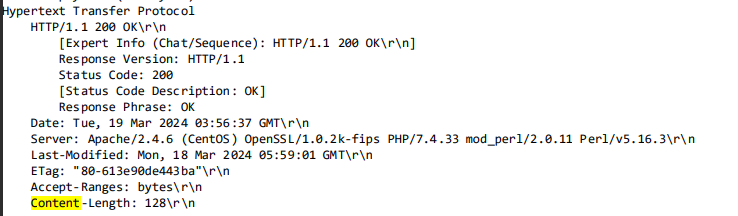 Hypertext Transfer Protocol
HTTP/1.1 200 OK\r\n
[Expert Info (Chat/Sequence): HTTP/1.1 200 OK\r\n]
Response Version: HTTP/1.1
Status Code: 200
[Status Code Description: OK]
Response Phrase: OK
Date: Tue, 19 Mar 2024 03:56:37 GMT\r\n
Server: Apache/2.4.6 (CentOS) OpenSSL/1.0.2k-fips PHP/7.4.33 mod_perl/2.0.11 Perl/v5.16.3\r\n
Last-Modified: Mon, 18 Mar 2024 05:59:01 GMT\r\n
ETag: "80-613e90de443ba"\r\n
Accept-Ranges: bytes\r\n
Content-Length: 128\r\n